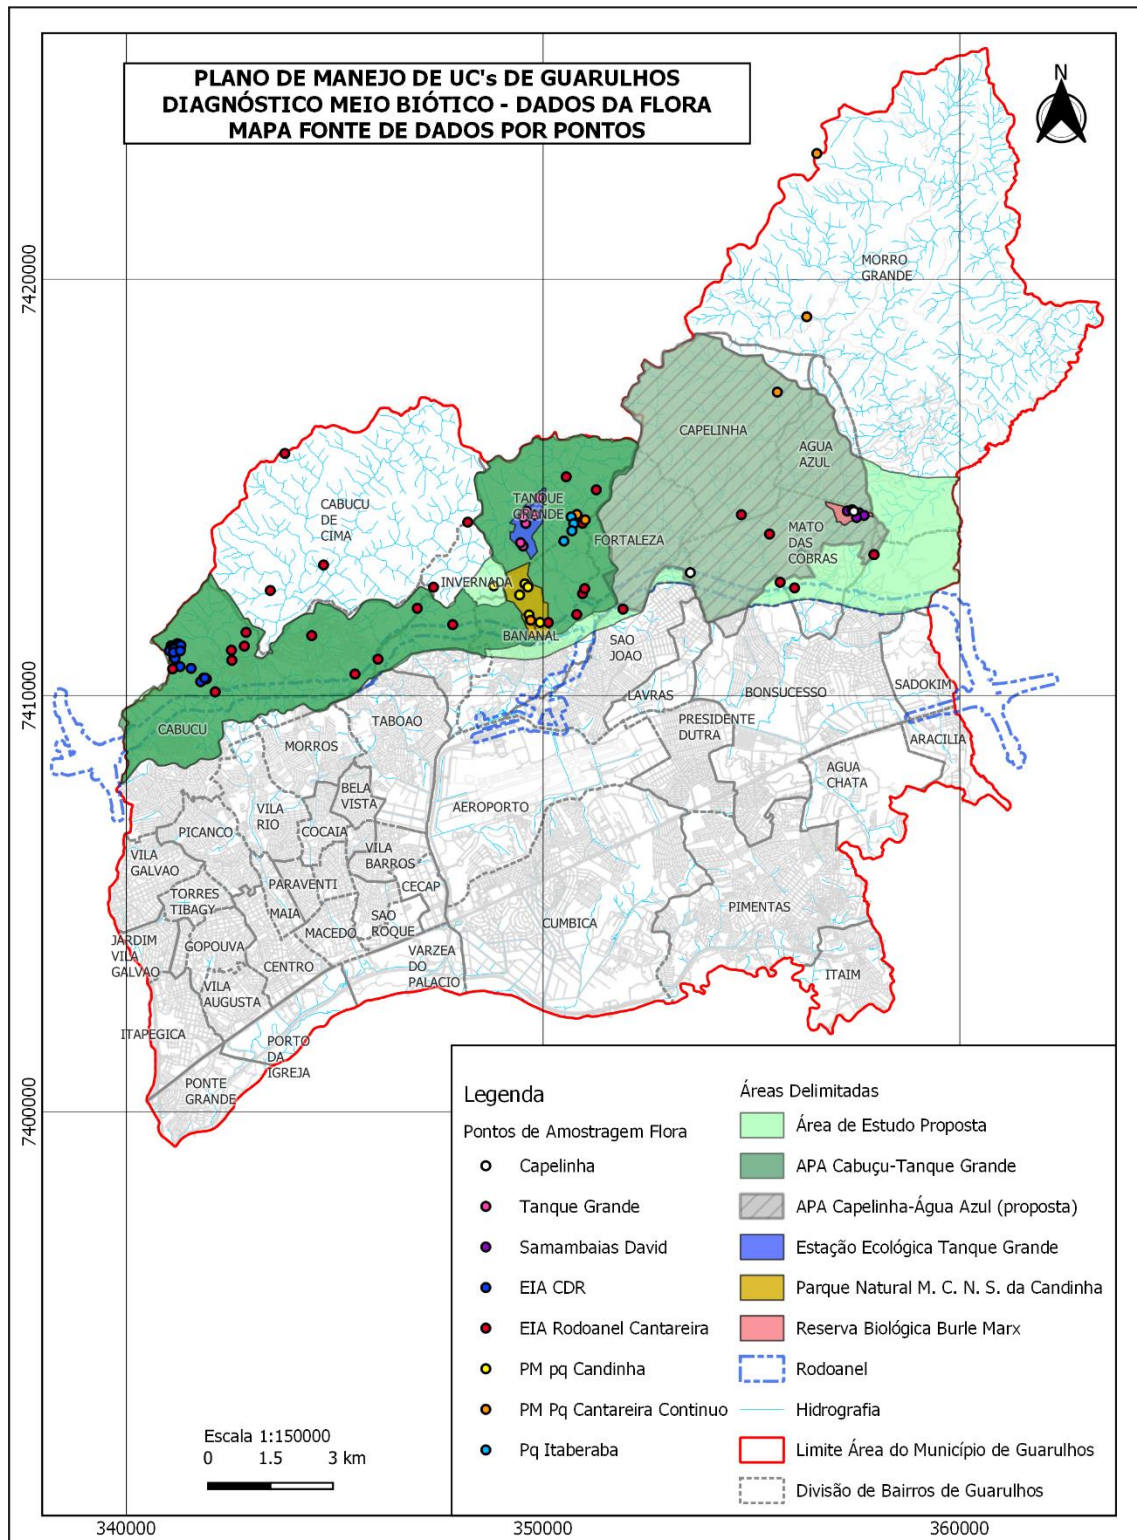 PLANO DE MANEJO DE UC's DE GUARULHOS
DIAGNÓSTICO MEIO BIÓTICO - DADOS DA FLORA
MAPA FONTE DE DADOS POR PONTOS
N
7420000
7410000
7400000
MORRO
GRANDE
CAPELINHA
AGUA
AZUL
CABUCU
DE
CIMA
TANQUE
GRANDE
FORTALEZA
MATO
DAS
COBRAS
INVERNADA
BANANAL
SAO
JOAO
LAVRAS
BONSUCESSO
SADOKIM
CABUCU
TABOAO
MORROS
PRESIDENTE
DUTRA
ARACILIA
AGUA
CHATA
BELA
VISTA
AEROPORTO
VILA
RIO
COCAIA
PICANCO
VILA
GALVAO
VILA
BARROS
PARAVENTI
CECAP
TORRES
TIBAGY
MAIA
SAO
ROQUE
MACEDO
CUMBICA
PIMENTAS
JARDIM
VILA
GALVAO
GOPOUVA
CENTRO
VARZEA
DO
PALACIO
ITAIM
VILA
AUGUSTA
ITAPEGICA
PORTO
DA
IGREJA
PONTE
GRANDE
Legenda
Pontos de Amostragem Flora
Capelinha
Tanque Grande
Samambaias David
EIA CDR
EIA Rodoanel Cantareira
PM pq Candinha
PM Pq Cantareira Continuo
Pq Itaberaba
Áreas Delimitadas
Área de Estudo Proposta
APA Cabuçu-Tanque Grande
APA Capelinha-Água Azul (proposta)
Estação Ecológica Tanque Grande
Parque Natural M. C. N. S. da Candinha
Reserva Biológica Burle Marx
Rodoanel
Hidrografia
Limite Área do Município de Guarulhos
Divisão de Bairros de Guarulhos
Escala 1:150000
0 1.5 3 km
340000 350000 360000